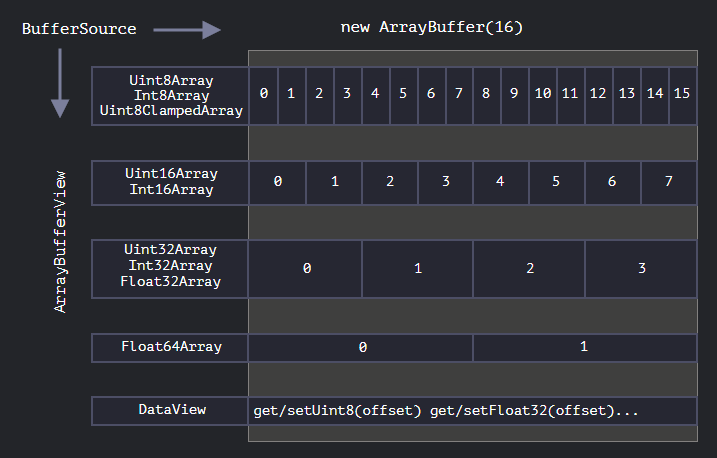 BufferSource
new ArrayBuffer(16)
ArrayBufferView
Uint8Array
Int8Array
Uint8ClampedArray
0 1 2 3 4 5 6 7 8 9 10 11 12 13 14 15
Uint16Array
Int16Array
0 1 2 3 4 5 6 7
Uint32Array
Int32Array
Float32Array
0 1 2 3
Float64Array
0 1
DataView
get/setUint8(offset) get/setFloat32(offset)...